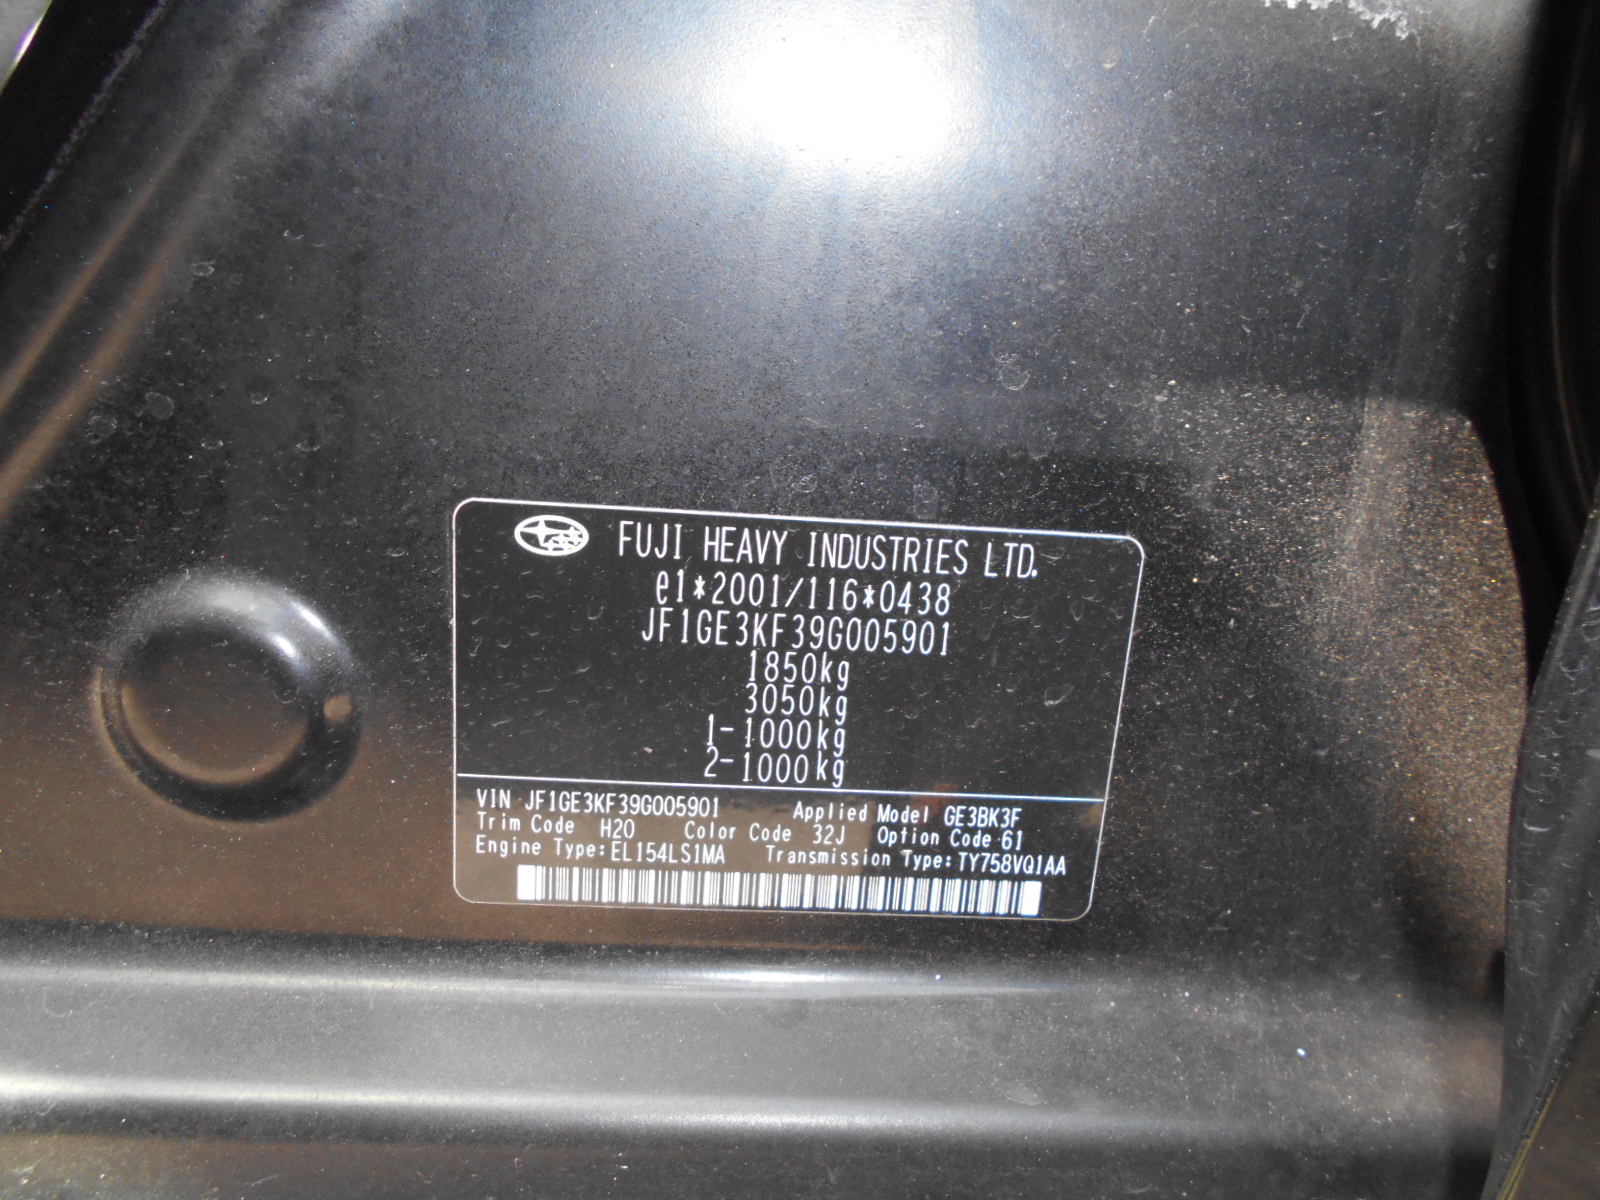 FUJI HEAVY INDUSTRIES LTD.
e1*2001/116*0438
JF1GE3KF39G005901
1850kg
3050kg
1-1000kg
2-1000kg
VIN JF1GE3KF39G005901 Applied Model GE3BK3F
Trim Code H20 Color Code 32J Option Code 61
Engine Type:EL154LS1MA Transmission Type:TY758VQ1AA